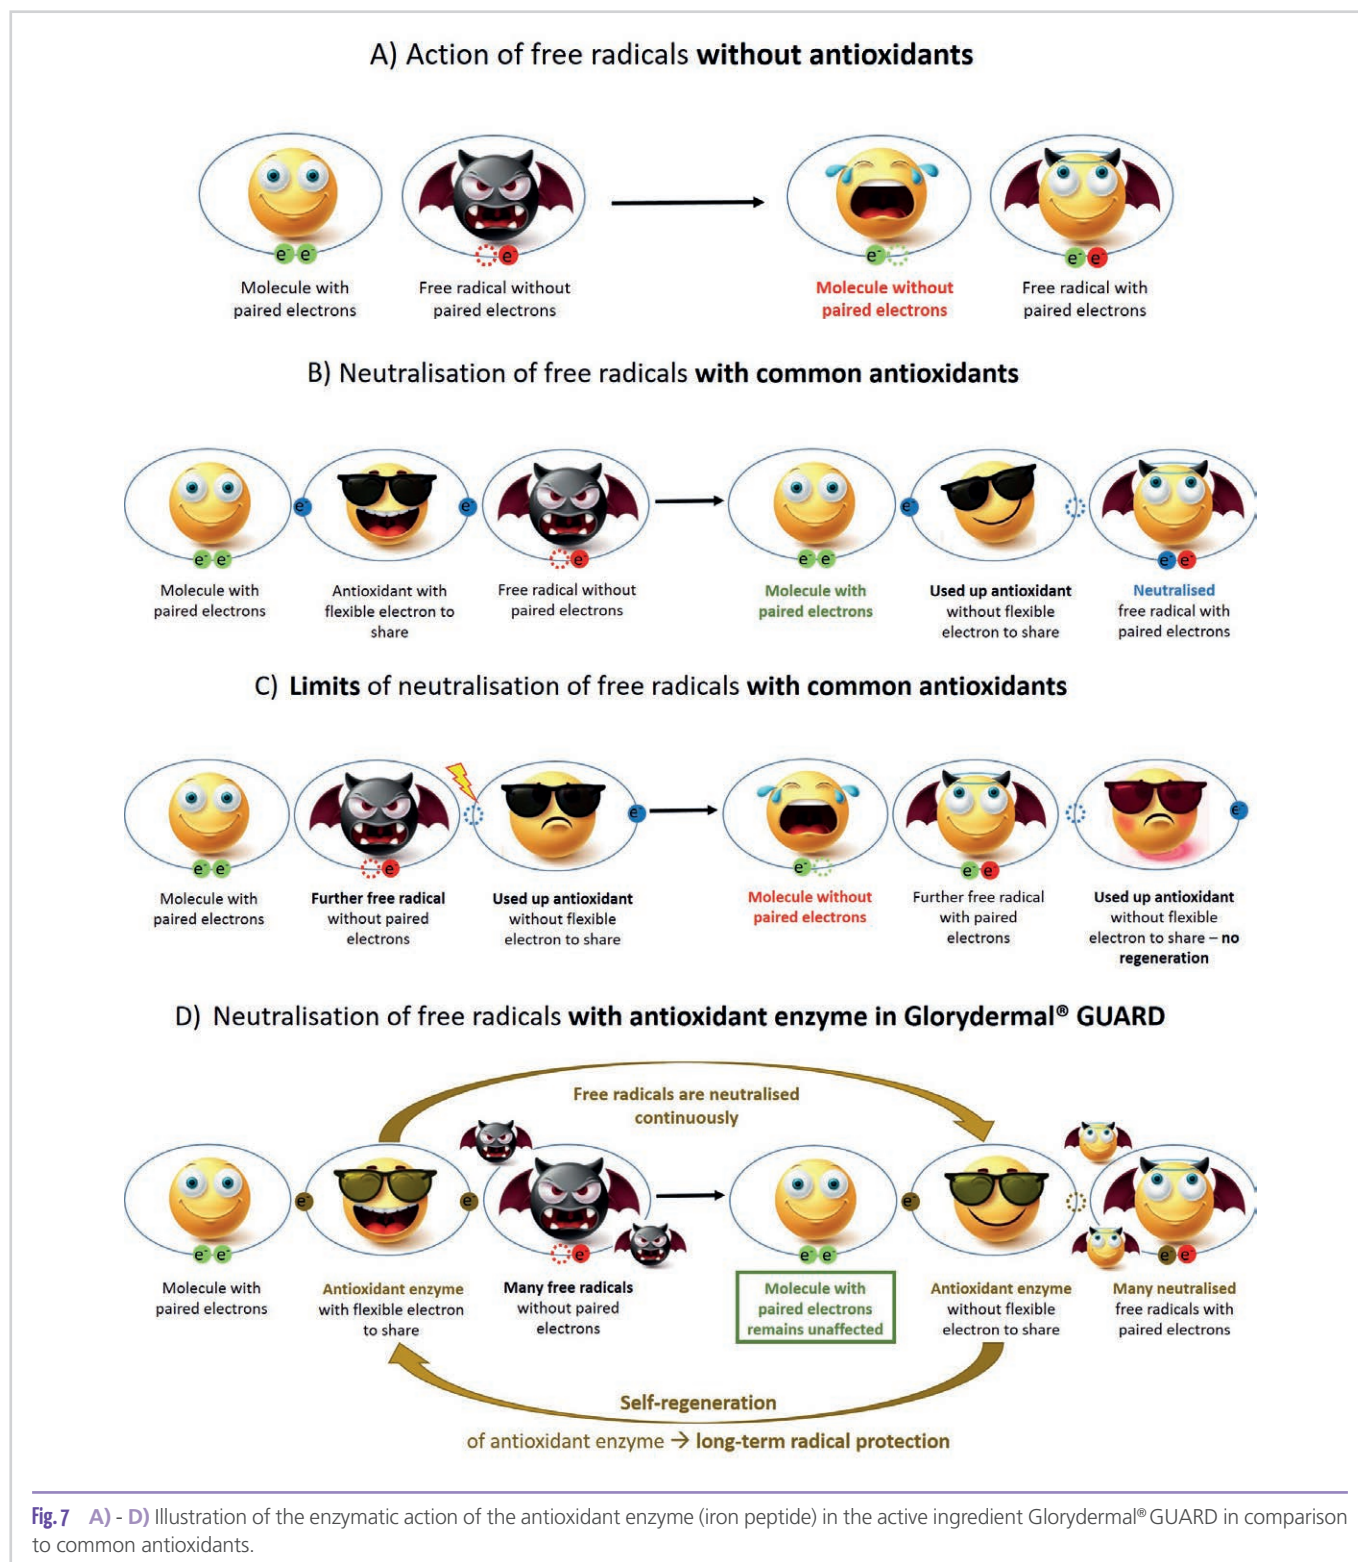 A) Action of free radicals without antioxidants
e⁻ e⁻
e⁻
e⁻
e⁻ e⁻
Molecule with
paired electrons
Free radical without
paired electrons
Molecule without
paired electrons
Free radical with
paired electrons
B) Neutralisation of free radicals with common antioxidants
e⁻
e⁻
e⁻
e⁻ e⁻
e⁻
e⁻ e⁻
e⁻ e⁻
Molecule with
paired electrons
Antioxidant with
flexible electron to
share
Free radical without
paired electrons
Molecule with
paired electrons
Used up antioxidant
without flexible
electron to share
Neutralised
free radical with
paired electrons
C) Limits of neutralisation of free radicals with common antioxidants
e⁻
e⁻
e⁻ e⁻
e⁻
e⁻
e⁻ e⁻
Molecule with
paired electrons
Further free radical
without paired
electrons
Used up antioxidant
without flexible
electron to share
Molecule without
paired electrons
Further free radical
with paired
electrons
Used up antioxidant
without flexible
electron to share – no
regeneration
D) Neutralisation of free radicals with antioxidant enzyme in Glorydermal® GUARD
Free radicals are neutralised
continuously
e⁻
e⁻
e⁻
e⁻ e⁻
e⁻
e⁻ e⁻
e⁻ e⁻
Molecule with
paired electrons
Antioxidant enzyme
with flexible electron
to share
Many free radicals
without paired
electrons
Molecule with
paired electrons
remains unaffected
Antioxidant enzyme
without flexible
electron to share
Many neutralised
free radicals with
paired electrons
Self-regeneration
of antioxidant enzyme → long-term radical protection
Fig. 7 A) - D) Illustration of the enzymatic action of the antioxidant enzyme (iron peptide) in the active ingredient Glorydermal® GUARD in comparison
to common antioxidants.